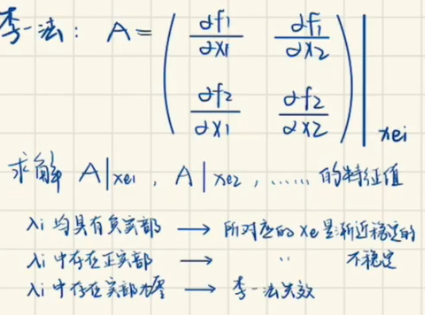 李一法: A = ( ∂f1/∂x1 ∂f1/∂x2
∂f2/∂x1 ∂f2/∂x2 ) | xei
求解 A|xe1 , A|xe2 , …… 的特征值
λi 均具有负实部 → 所对应的 xe 是渐近稳定的
λi 中存在正实部 → 〃 不稳定
λi 中存在实部为零 → 李一法失效